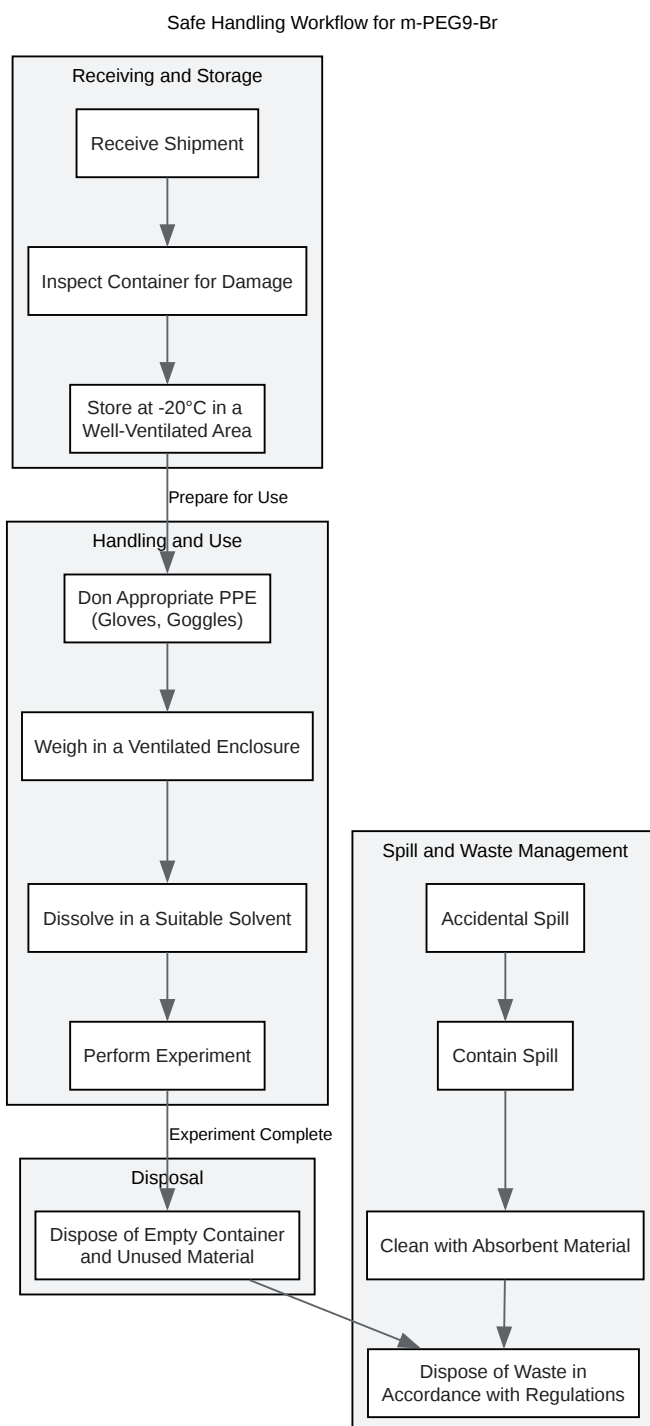 Safe Handling Workflow for m-PEG9-Br
Receiving and Storage
Receive Shipment
Inspect Container for Damage
Store at -20°C in a
Well-Ventilated Area
Prepare for Use
Handling and Use
Don Appropriate PPE
(Gloves, Goggles)
Weigh in a Ventilated Enclosure
Dissolve in a Suitable Solvent
Perform Experiment
Experiment Complete
Disposal
Dispose of Empty Container
and Unused Material
Spill and Waste Management
Accidental Spill
Contain Spill
Clean with Absorbent Material
Dispose of Waste in
Accordance with Regulations